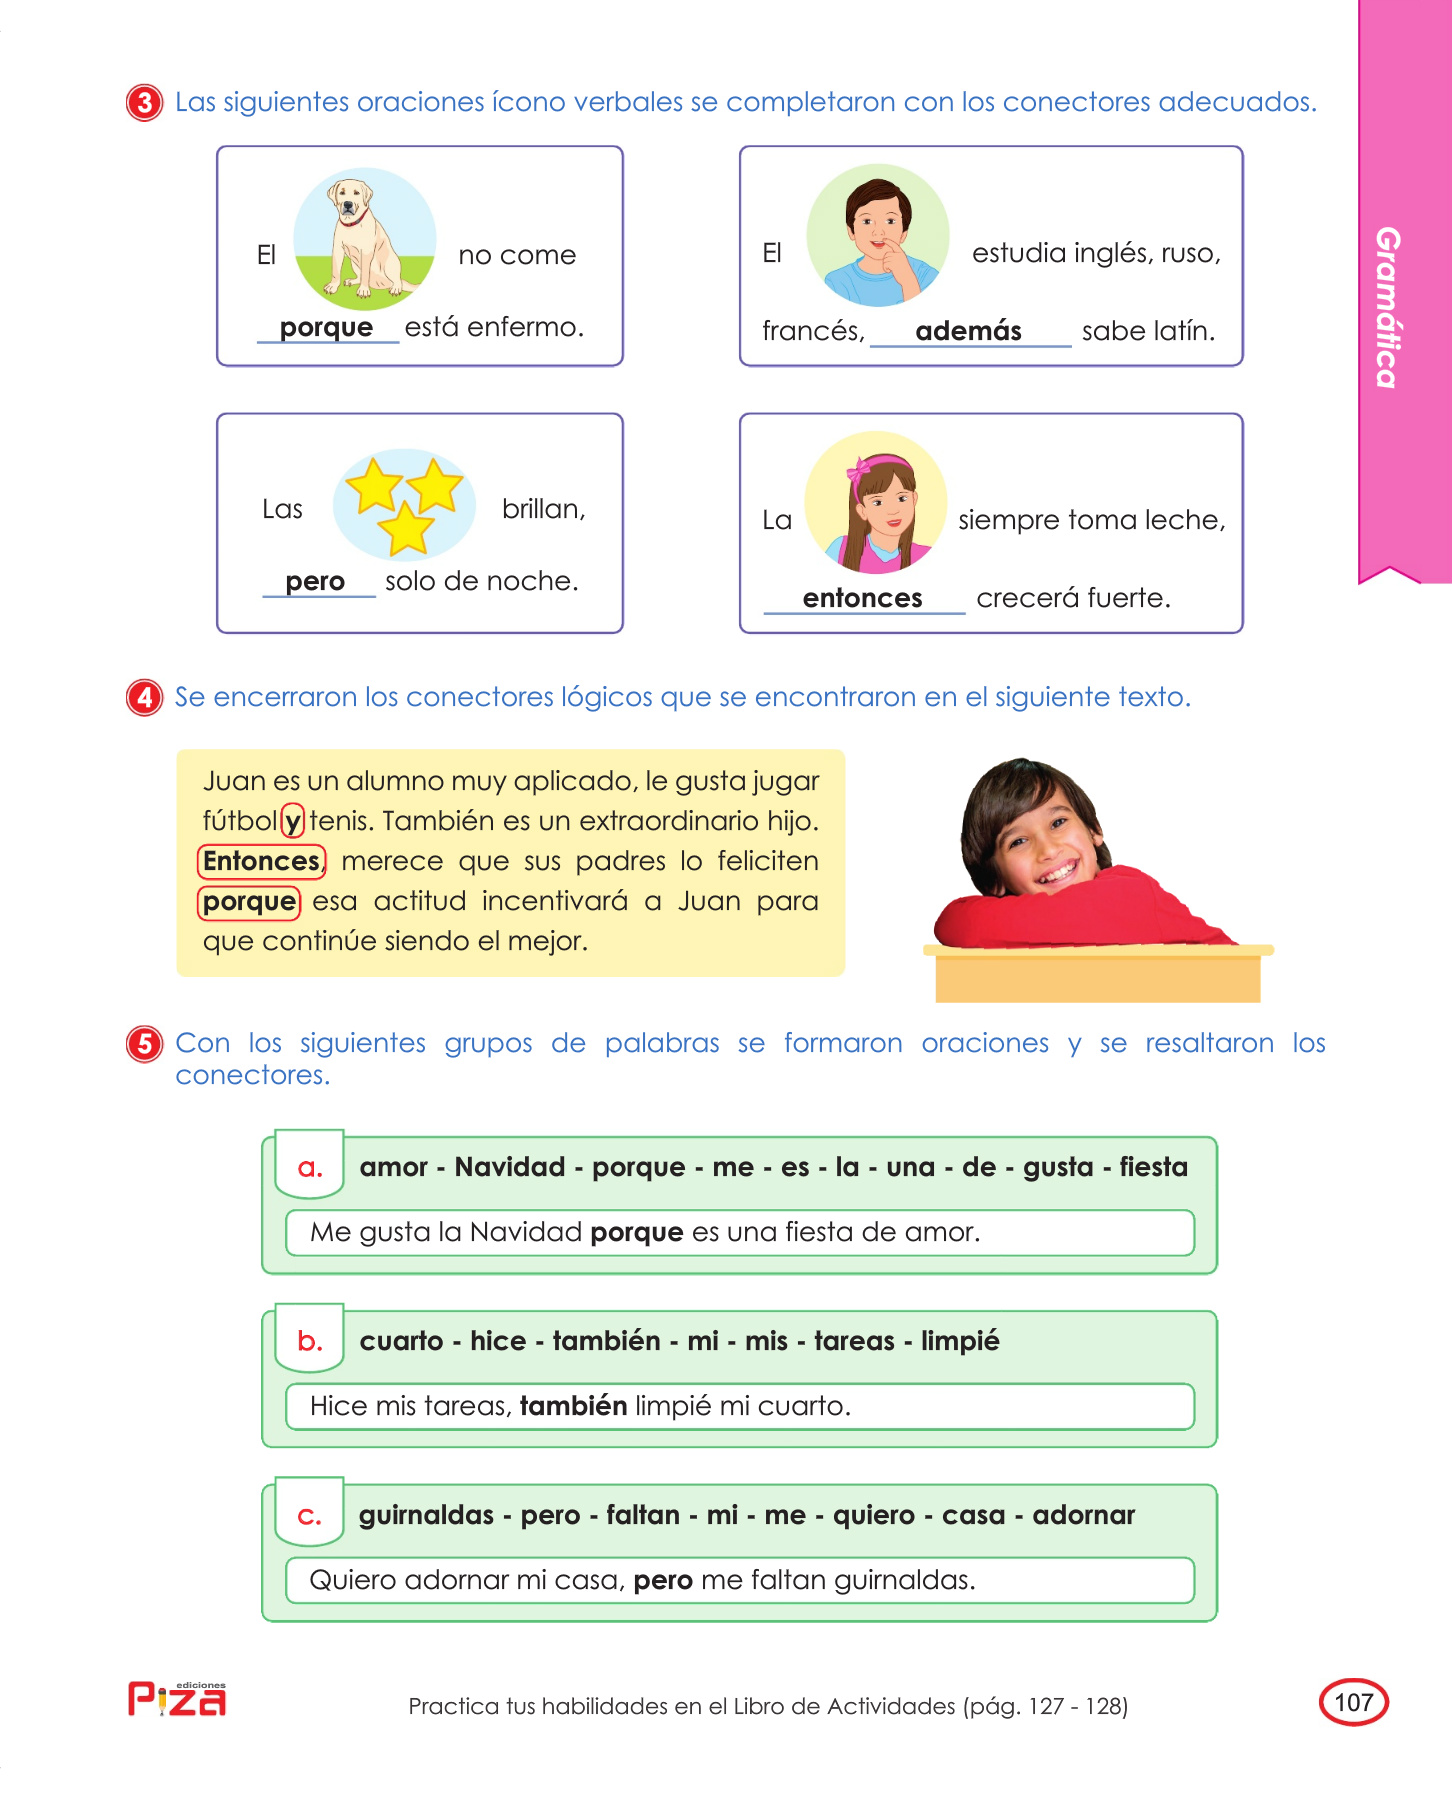 3 Las siguientes oraciones ícono verbales se completaron con los conectores adecuados.
El no come
porque está enfermo.
El estudia inglés, ruso,
francés, además sabe latín.
Las brillan,
pero solo de noche.
La siempre toma leche,
entonces crecerá fuerte.
Gramática
4 Se encerraron los conectores lógicos que se encontraron en el siguiente texto.
Juan es un alumno muy aplicado, le gusta jugar
fútbol y tenis. También es un extraordinario hijo.
Entonces, merece que sus padres lo feliciten
porque esa actitud incentivará a Juan para
que continúe siendo el mejor.
5 Con los siguientes grupos de palabras se formaron oraciones y se resaltaron los
conectores.
a. amor - Navidad - porque - me - es - la - una - de - gusta - fiesta
Me gusta la Navidad porque es una fiesta de amor.
b. cuarto - hice - también - mi - mis - tareas - limpié
Hice mis tareas, también limpié mi cuarto.
c. guirnaldas - pero - faltan - mi - me - quiero - casa - adornar
Quiero adornar mi casa, pero me faltan guirnaldas.
ediciones
Piza
Practica tus habilidades en el Libro de Actividades (pág. 127 - 128)
107